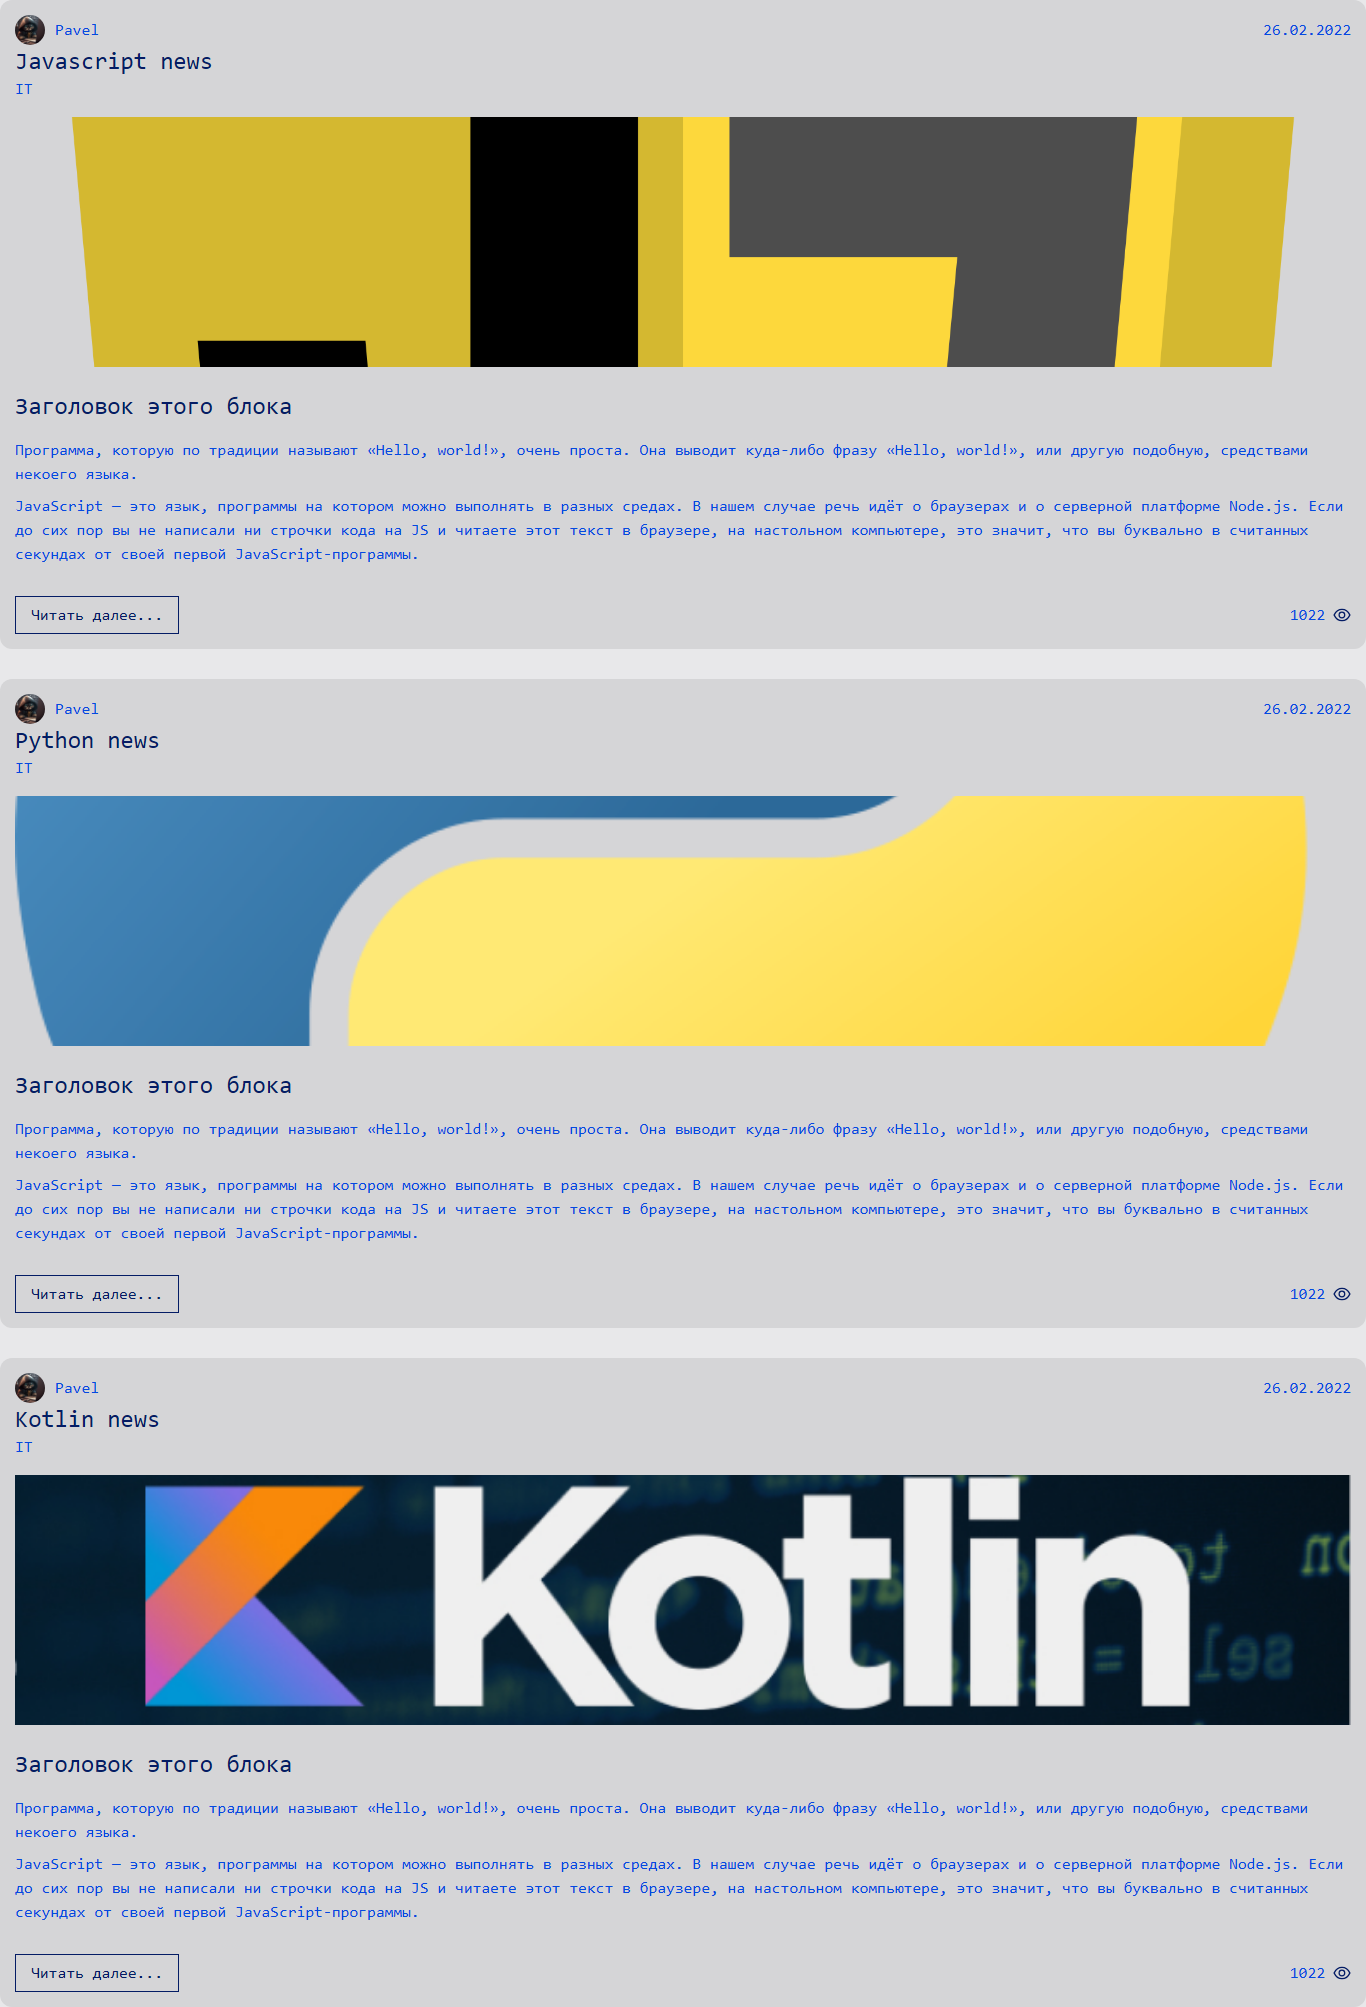 Pavel 26.02.2022
Javascript news
IT
Заголовок этого блока
Программа, которую по традиции называют «Hello, world!», очень проста. Она выводит куда-либо фразу «Hello, world!», или другую подобную, средствами
некоего языка.
JavaScript — это язык, программы на котором можно выполнять в разных средах. В нашем случае речь идёт о браузерах и о серверной платформе Node.js. Если
до сих пор вы не написали ни строчки кода на JS и читаете этот текст в браузере, на настольном компьютере, это значит, что вы буквально в считанных
секундах от своей первой JavaScript-программы.
Читать далее... 1022
Pavel 26.02.2022
Python news
IT
Заголовок этого блока
Программа, которую по традиции называют «Hello, world!», очень проста. Она выводит куда-либо фразу «Hello, world!», или другую подобную, средствами
некоего языка.
JavaScript — это язык, программы на котором можно выполнять в разных средах. В нашем случае речь идёт о браузерах и о серверной платформе Node.js. Если
до сих пор вы не написали ни строчки кода на JS и читаете этот текст в браузере, на настольном компьютере, это значит, что вы буквально в считанных
секундах от своей первой JavaScript-программы.
Читать далее... 1022
Pavel 26.02.2022
Kotlin news
IT
Kotlin
Заголовок этого блока
Программа, которую по традиции называют «Hello, world!», очень проста. Она выводит куда-либо фразу «Hello, world!», или другую подобную, средствами
некоего языка.
JavaScript — это язык, программы на котором можно выполнять в разных средах. В нашем случае речь идёт о браузерах и о серверной платформе Node.js. Если
до сих пор вы не написали ни строчки кода на JS и читаете этот текст в браузере, на настольном компьютере, это значит, что вы буквально в считанных
секундах от своей первой JavaScript-программы.
Читать далее... 1022